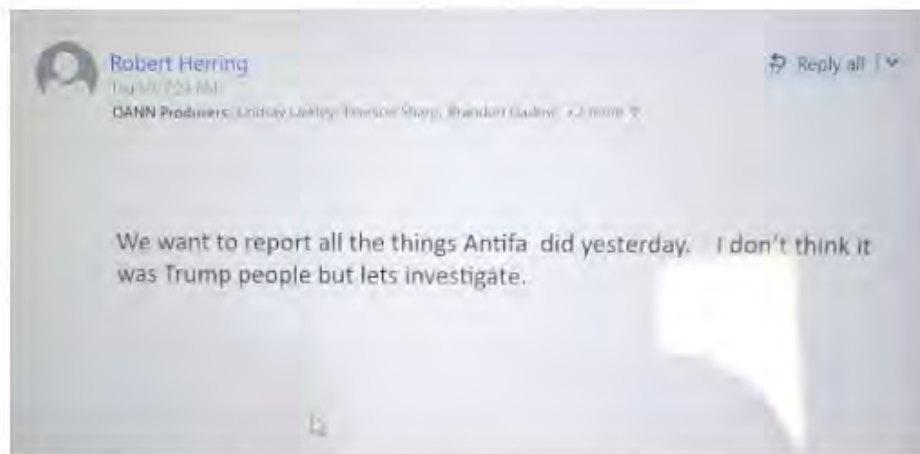 Robert Herring
Reply all
OANN Producers:
We want to report all the things Antifa did yesterday. I don't think it
was Trump people but lets investigate.